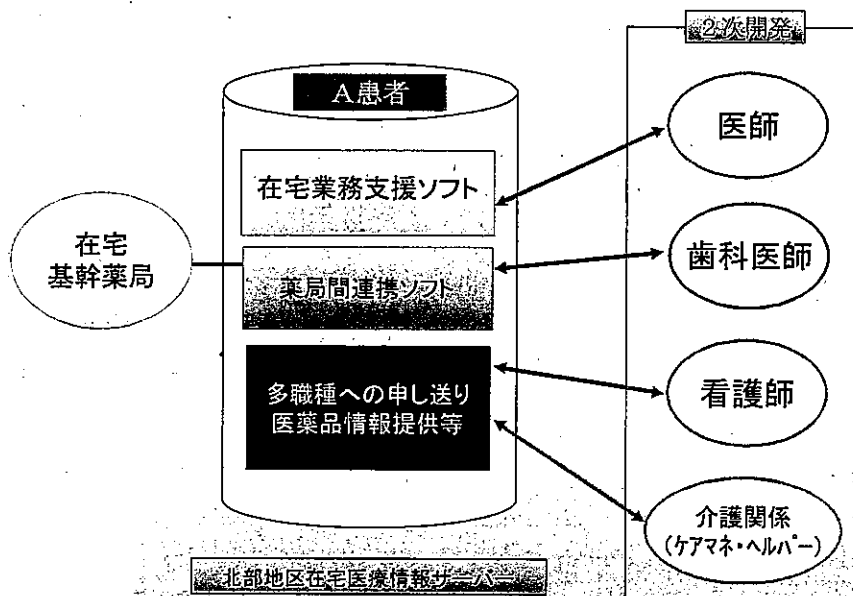 2次開発
A患者
医師
在宅業務支援ソフト
在宅
基幹薬局
歯科医師
薬局間連携ソフト
多職種への申し送り
医薬品情報提供等
看護師
介護関係
(ケアマネ・ヘルパー)
北部地区在宅医療情報サーバー